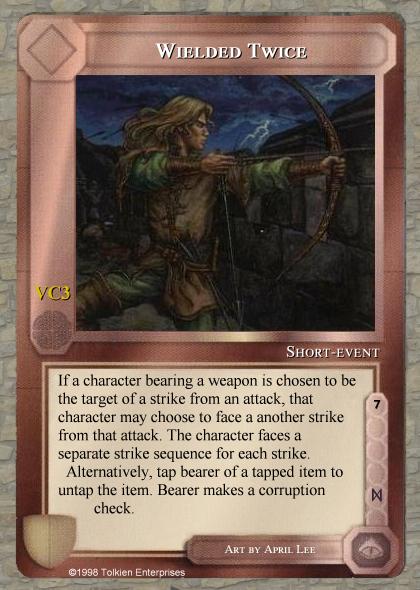 Wielded Twice
VC3
Short-event
If a character bearing a weapon is chosen to be
the target of a strike from an attack, that
character may choose to face a another strike
from that attack. The character faces a
separate strike sequence for each strike.
Alternatively, tap bearer of a tapped item to
untap the item. Bearer makes a corruption
check.
7
Art by April Lee
©1998 Tolkien Enterprises